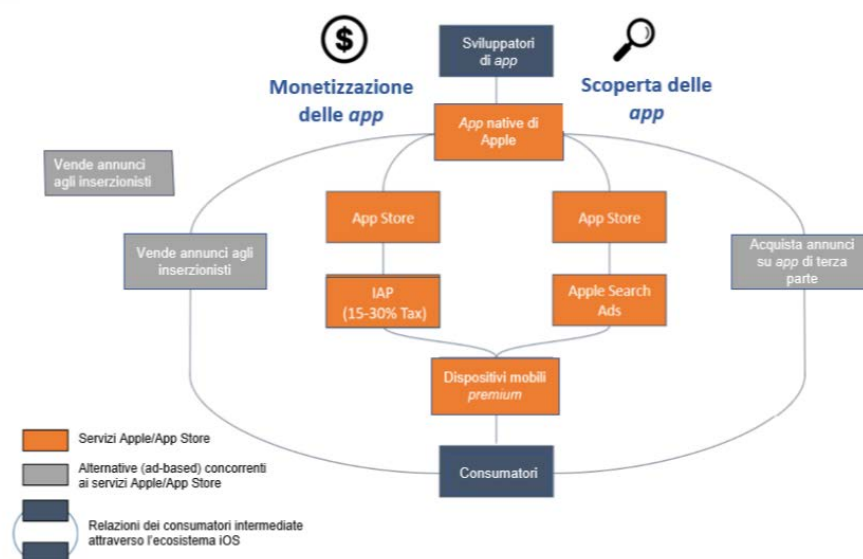 $
Sviluppatori
di app
Monetizzazione
delle app
Scoperta delle
app
App native di
Apple
Vende annunci
agli inserzionisti
App Store
App Store
Vende annunci agli
inserzionisti
Acquista annunci
su app di terza
parte
IAP
(15-30% Tax)
Apple Search
Ads
Dispositivi mobili
premium
Consumatori
Servizi Apple/App Store
Alternative (ad-based) concorrenti
ai servizi Apple/App Store
Relazioni dei consumatori intermediate
attraverso l'ecosistema iOS